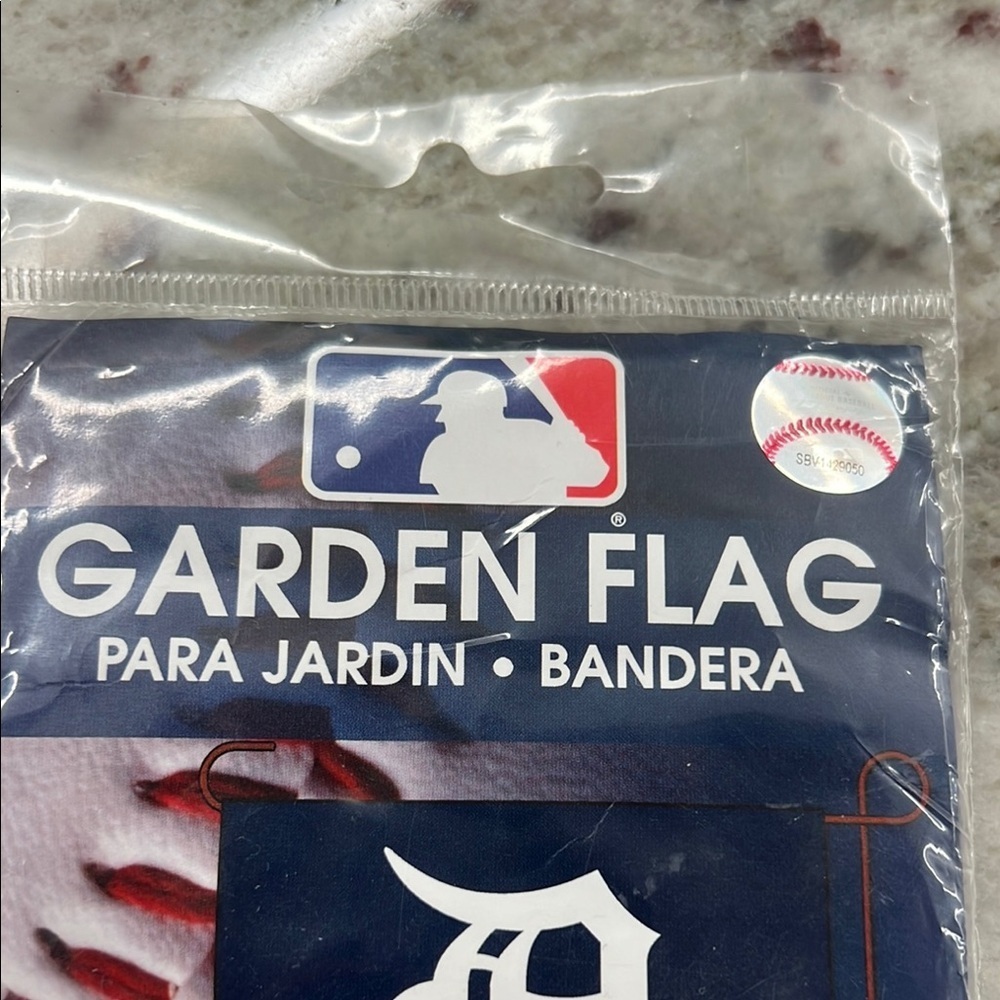 SBV1429050
®
GARDEN FLAG
PARA JARDIN • BANDERA
D